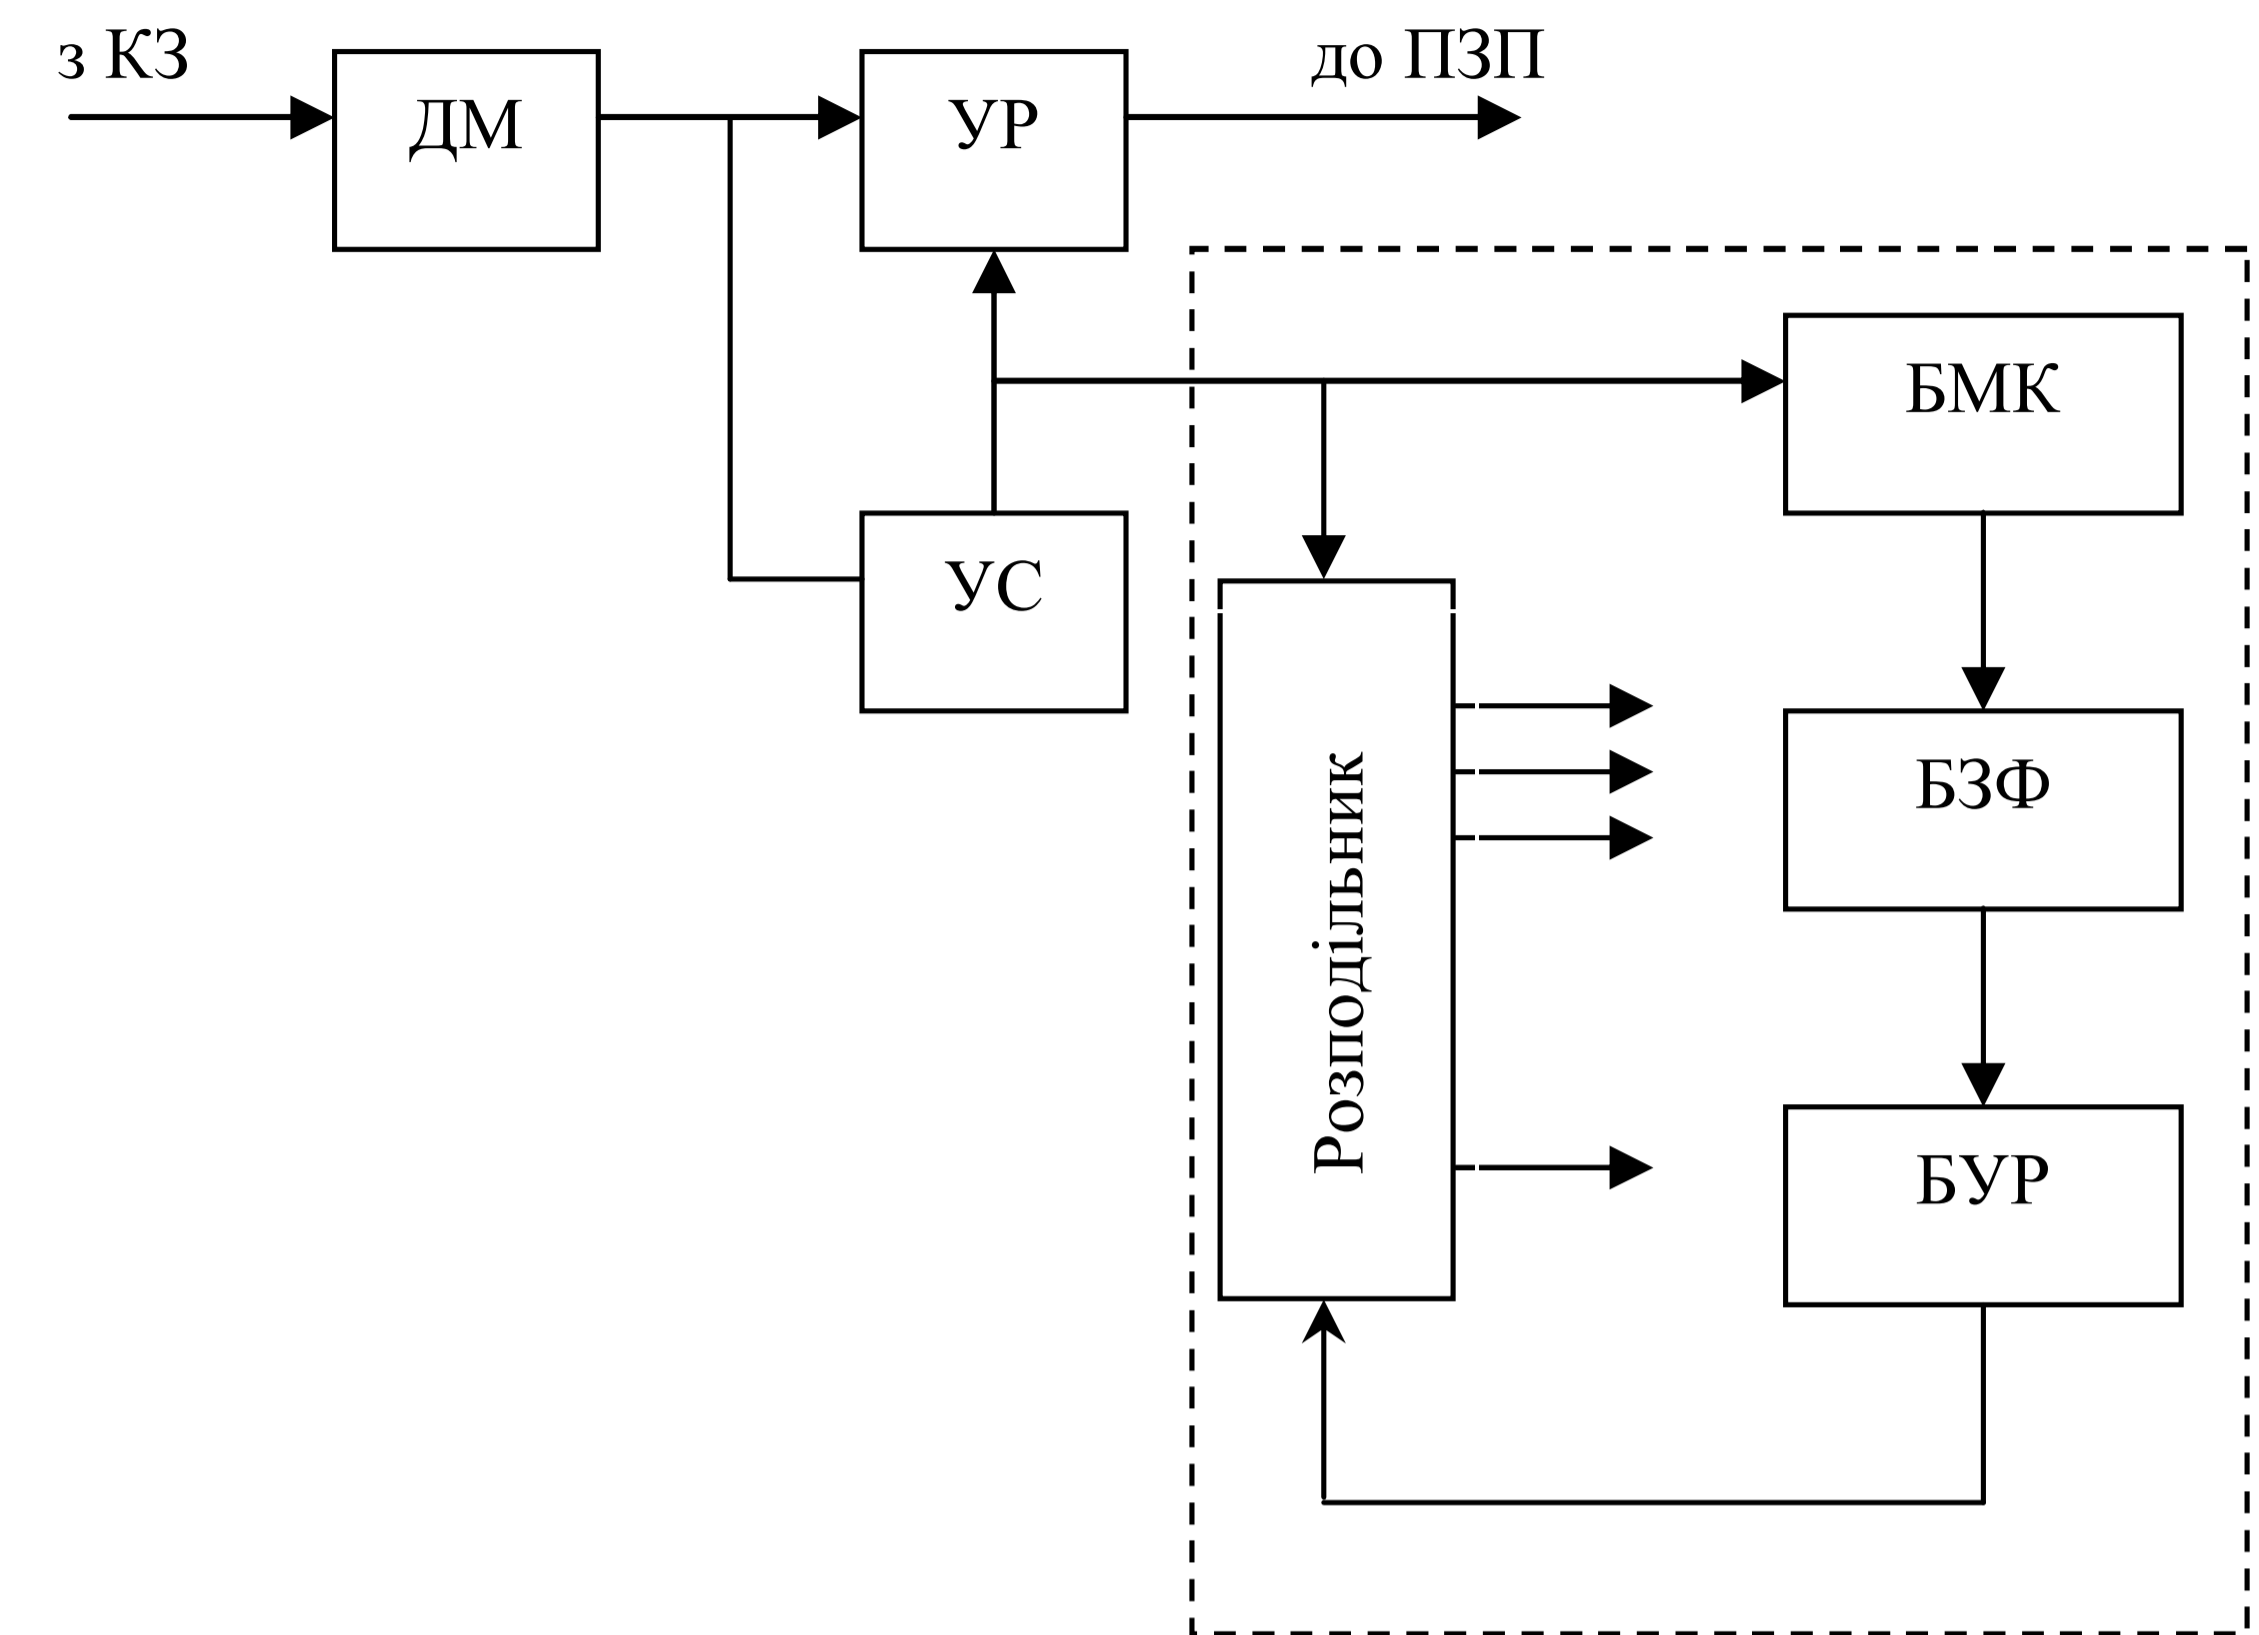 з КЗ
ДМ
УР
до ПЗП
БМК
УС
Розподільник
БЗФ
БУР